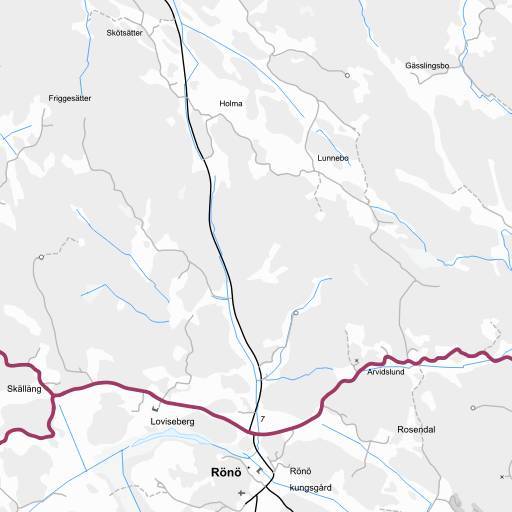 Skötsätter
Gässlingsbo
Friggesätter
Holma
Lunnebo
Arvidslund
Skälläng
Loviseberg
7
Rosendal
Rönö
Rönö
kungsgård